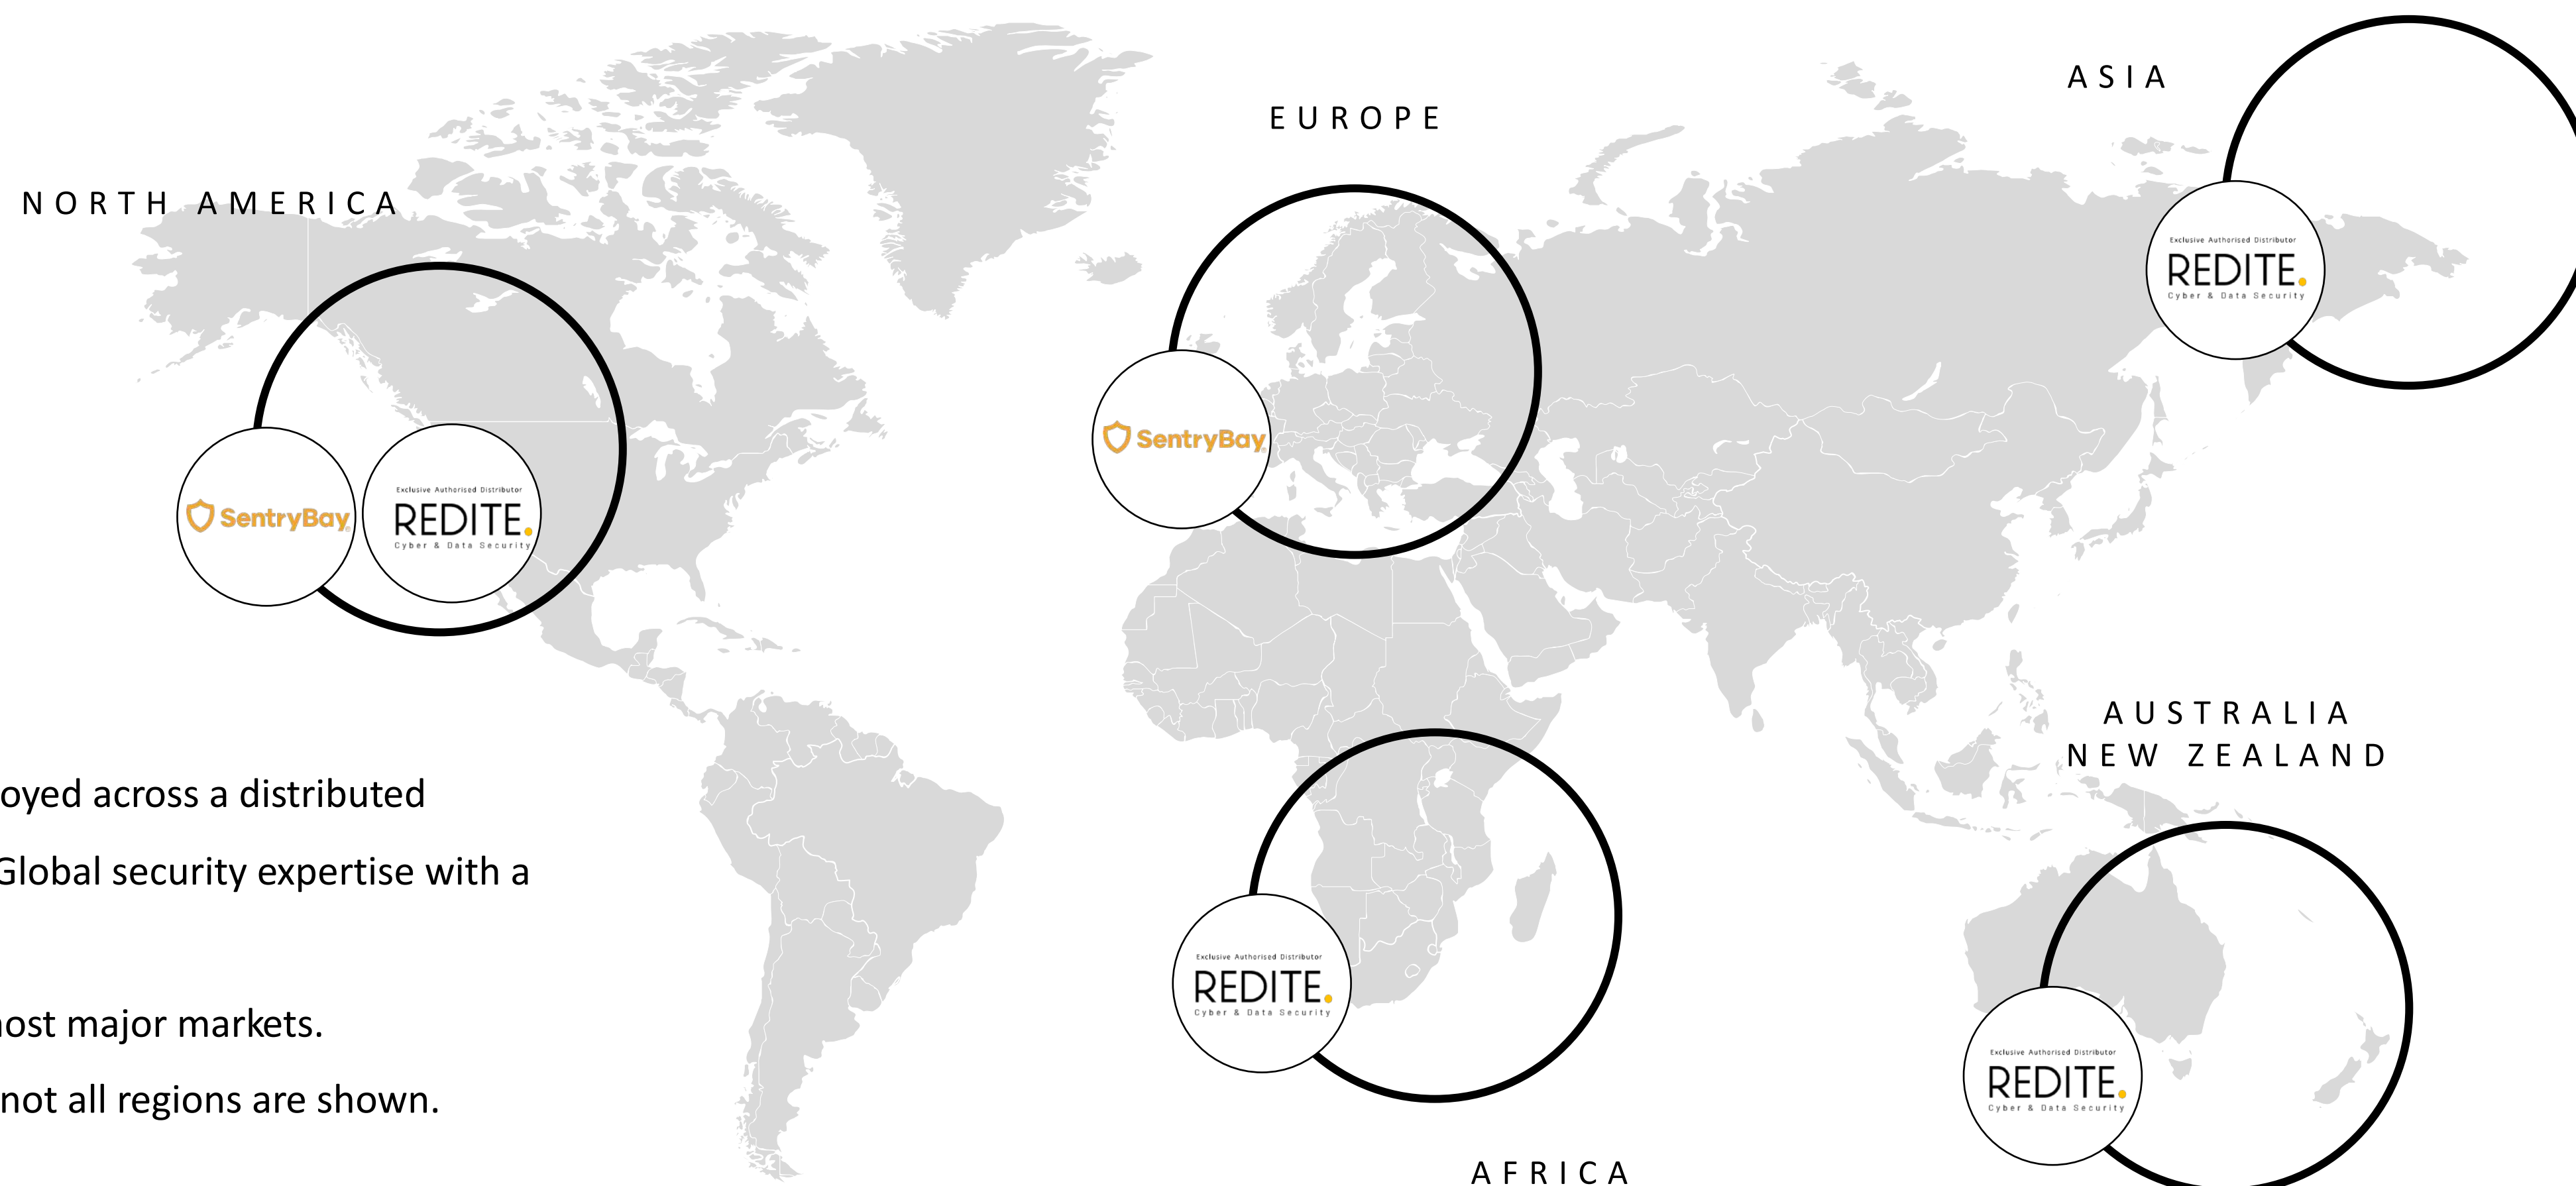 ASIA
EUROPE
NORTH AMERICA
Exclusive Authorised Distributor
REDITE.
Cyber & Data Security
SentryBay
SentryBay
Exclusive Authorised Distributor
REDITE.
Cyber & Data Security
AUSTRALIA
NEW ZEALAND
oyed across a distributed
Global security expertise with a
Exclusive Authorised Distributor
REDITE.
Cyber & Data Security
major markets.
not all regions are shown.
Exclusive Authorised Distributor
REDITE.
Cyber & Data Security
AFRICA